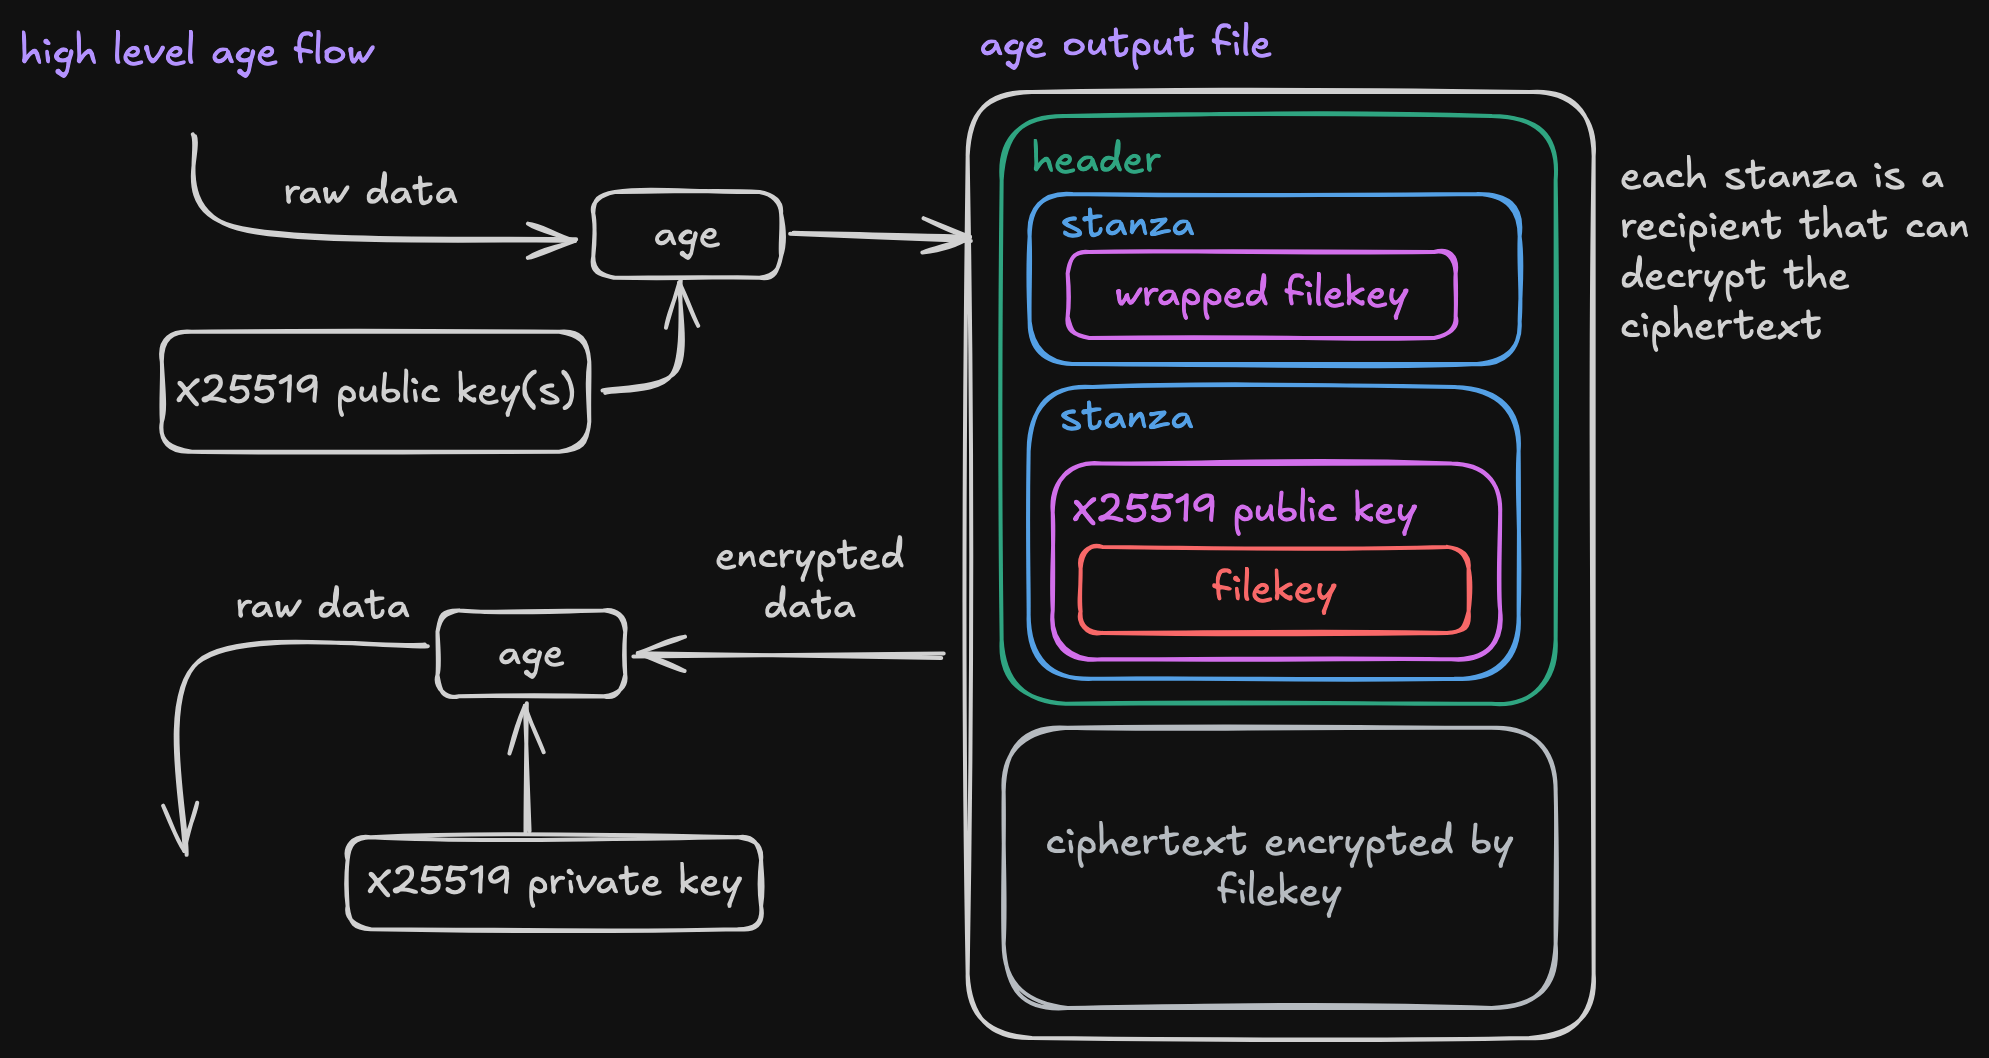 high level age flow
raw data
age
X25519 public key(s)
raw data
age
encrypted
data
X25519 private key
age output file
header
stanza
wrapped filekey
stanza
X25519 public key
filekey
ciphertext encrypted by
filekey
each stanza is a
recipient that can
decrypt the
ciphertext